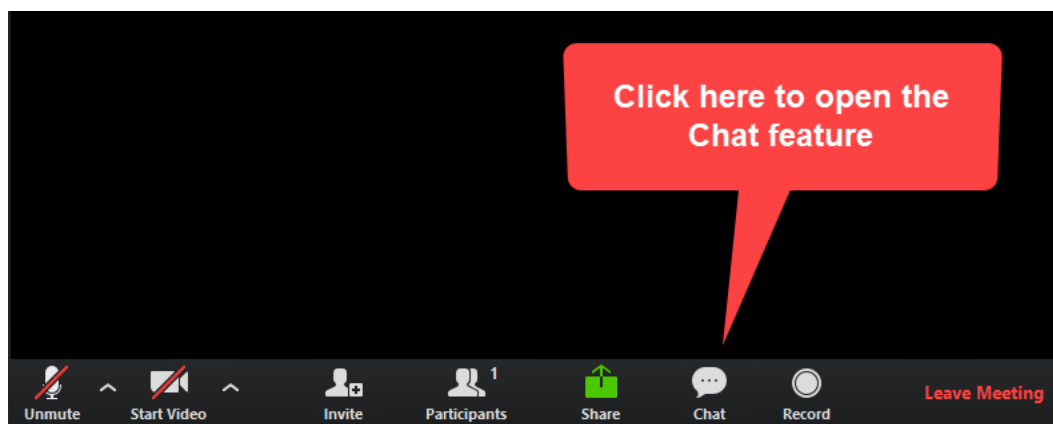 Click here to open the
Chat feature
1
Unmute
Start Video
Invite
Participants
Share
Chat
Record
Leave Meeting